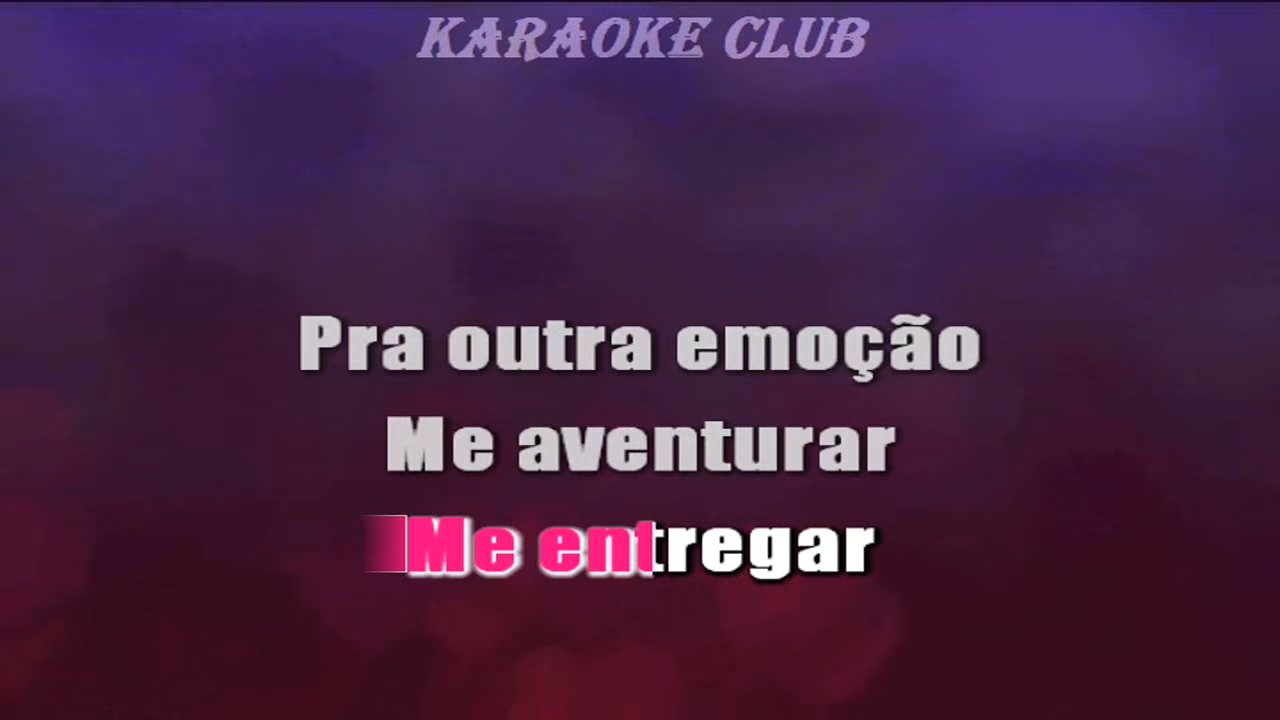 KARAOKE CLUB
Pra outra emoção
Me aventurar
Me entregar